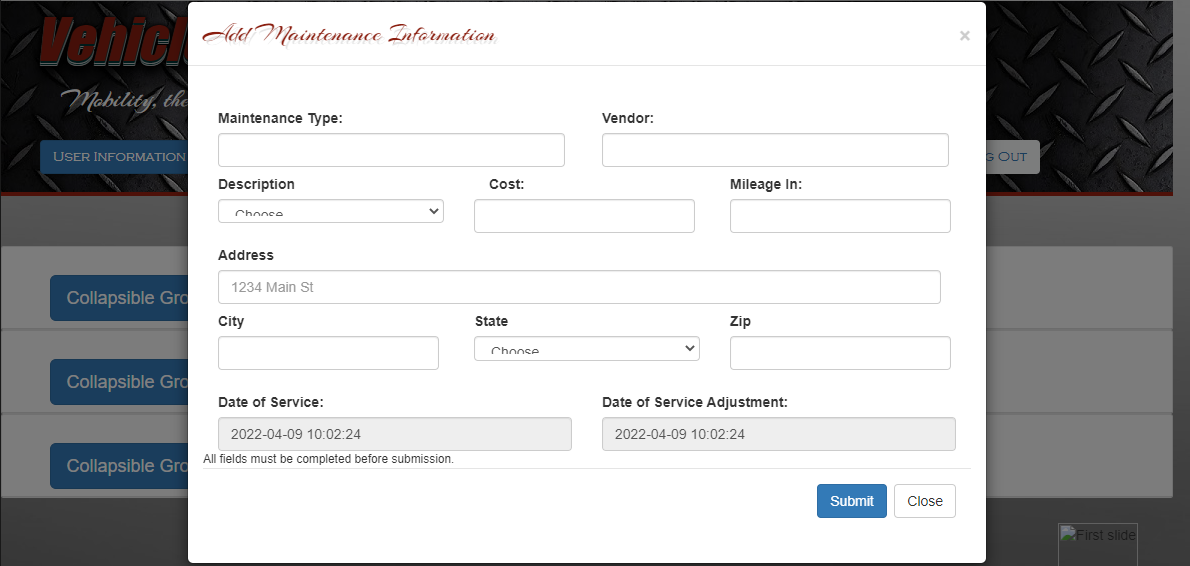 Vehicl
Add Maintenance Information
×
Mobility, the
USER INFORMATION
G OUT
Maintenance Type:
Vendor:
Description
Cost:
Mileage In:
Choose
Address
1234 Main St
Collapsible Gro
City
State
Zip
Choose
Collapsible Gro
Date of Service:
Date of Service Adjustment:
2022-04-09 10:02:24
2022-04-09 10:02:24
All fields must be completed before submission.
Collapsible Gro
Submit
Close
First slide